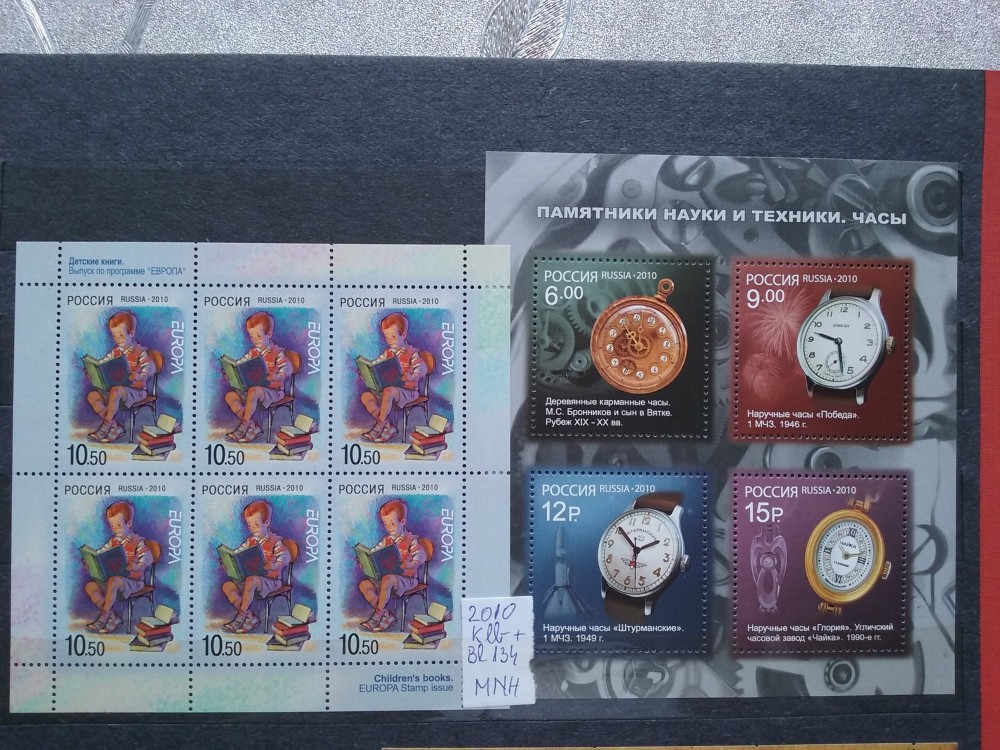 Детские книги.
Выпуск по программе "ЕВРОПА"
РОССИЯ RUSSIA • 2010
EUROPA
10.50
РОССИЯ RUSSIA • 2010
EUROPA
10.50
РОССИЯ RUSSIA • 2010
EUROPA
10.50
РОССИЯ RUSSIA • 2010
EUROPA
10.50
РОССИЯ RUSSIA • 2010
EUROPA
10.50
РОССИЯ RUSSIA • 2010
EUROPA
10.50
Children's books.
EUROPA Stamp issue
2010
Klb +
Bl 134
MNH
ПАМЯТНИКИ НАУКИ И ТЕХНИКИ. ЧАСЫ
РОССИЯ RUSSIA • 2010
6.00
Деревянные карманные часы.
М.С. Бронников и сын в Вятке.
Рубеж XIX - XX вв.
РОССИЯ RUSSIA • 2010
9.00
ПОБЕДА
Наручные часы «Победа».
1 МЧЗ. 1946 г.
РОССИЯ RUSSIA • 2010
12Р.
Наручные часы «Штурманские».
1 МЧЗ. 1949 г.
РОССИЯ RUSSIA • 2010
15Р.
ЧАЙКА
Наручные часы «Глория». Угличский
часовой завод «Чайка». 1990-е гг.